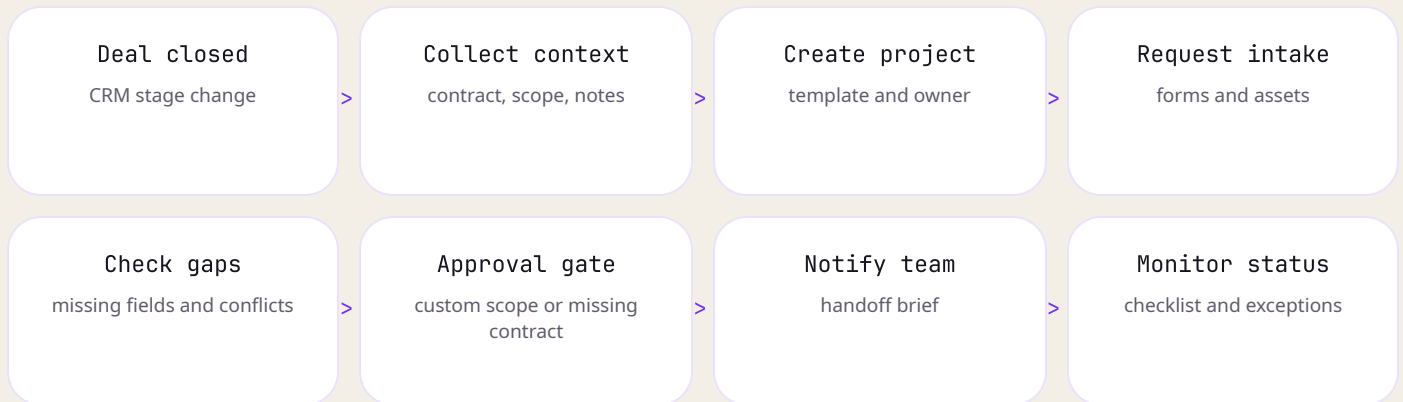 Deal closed
CRM stage change
>
Collect context
contract, scope, notes
>
Create project
template and owner
>
Request intake
forms and assets
Check gaps
missing fields and conflicts
>
Approval gate
custom scope or missing
contract
>
Notify team
handoff brief
>
Monitor status
checklist and exceptions